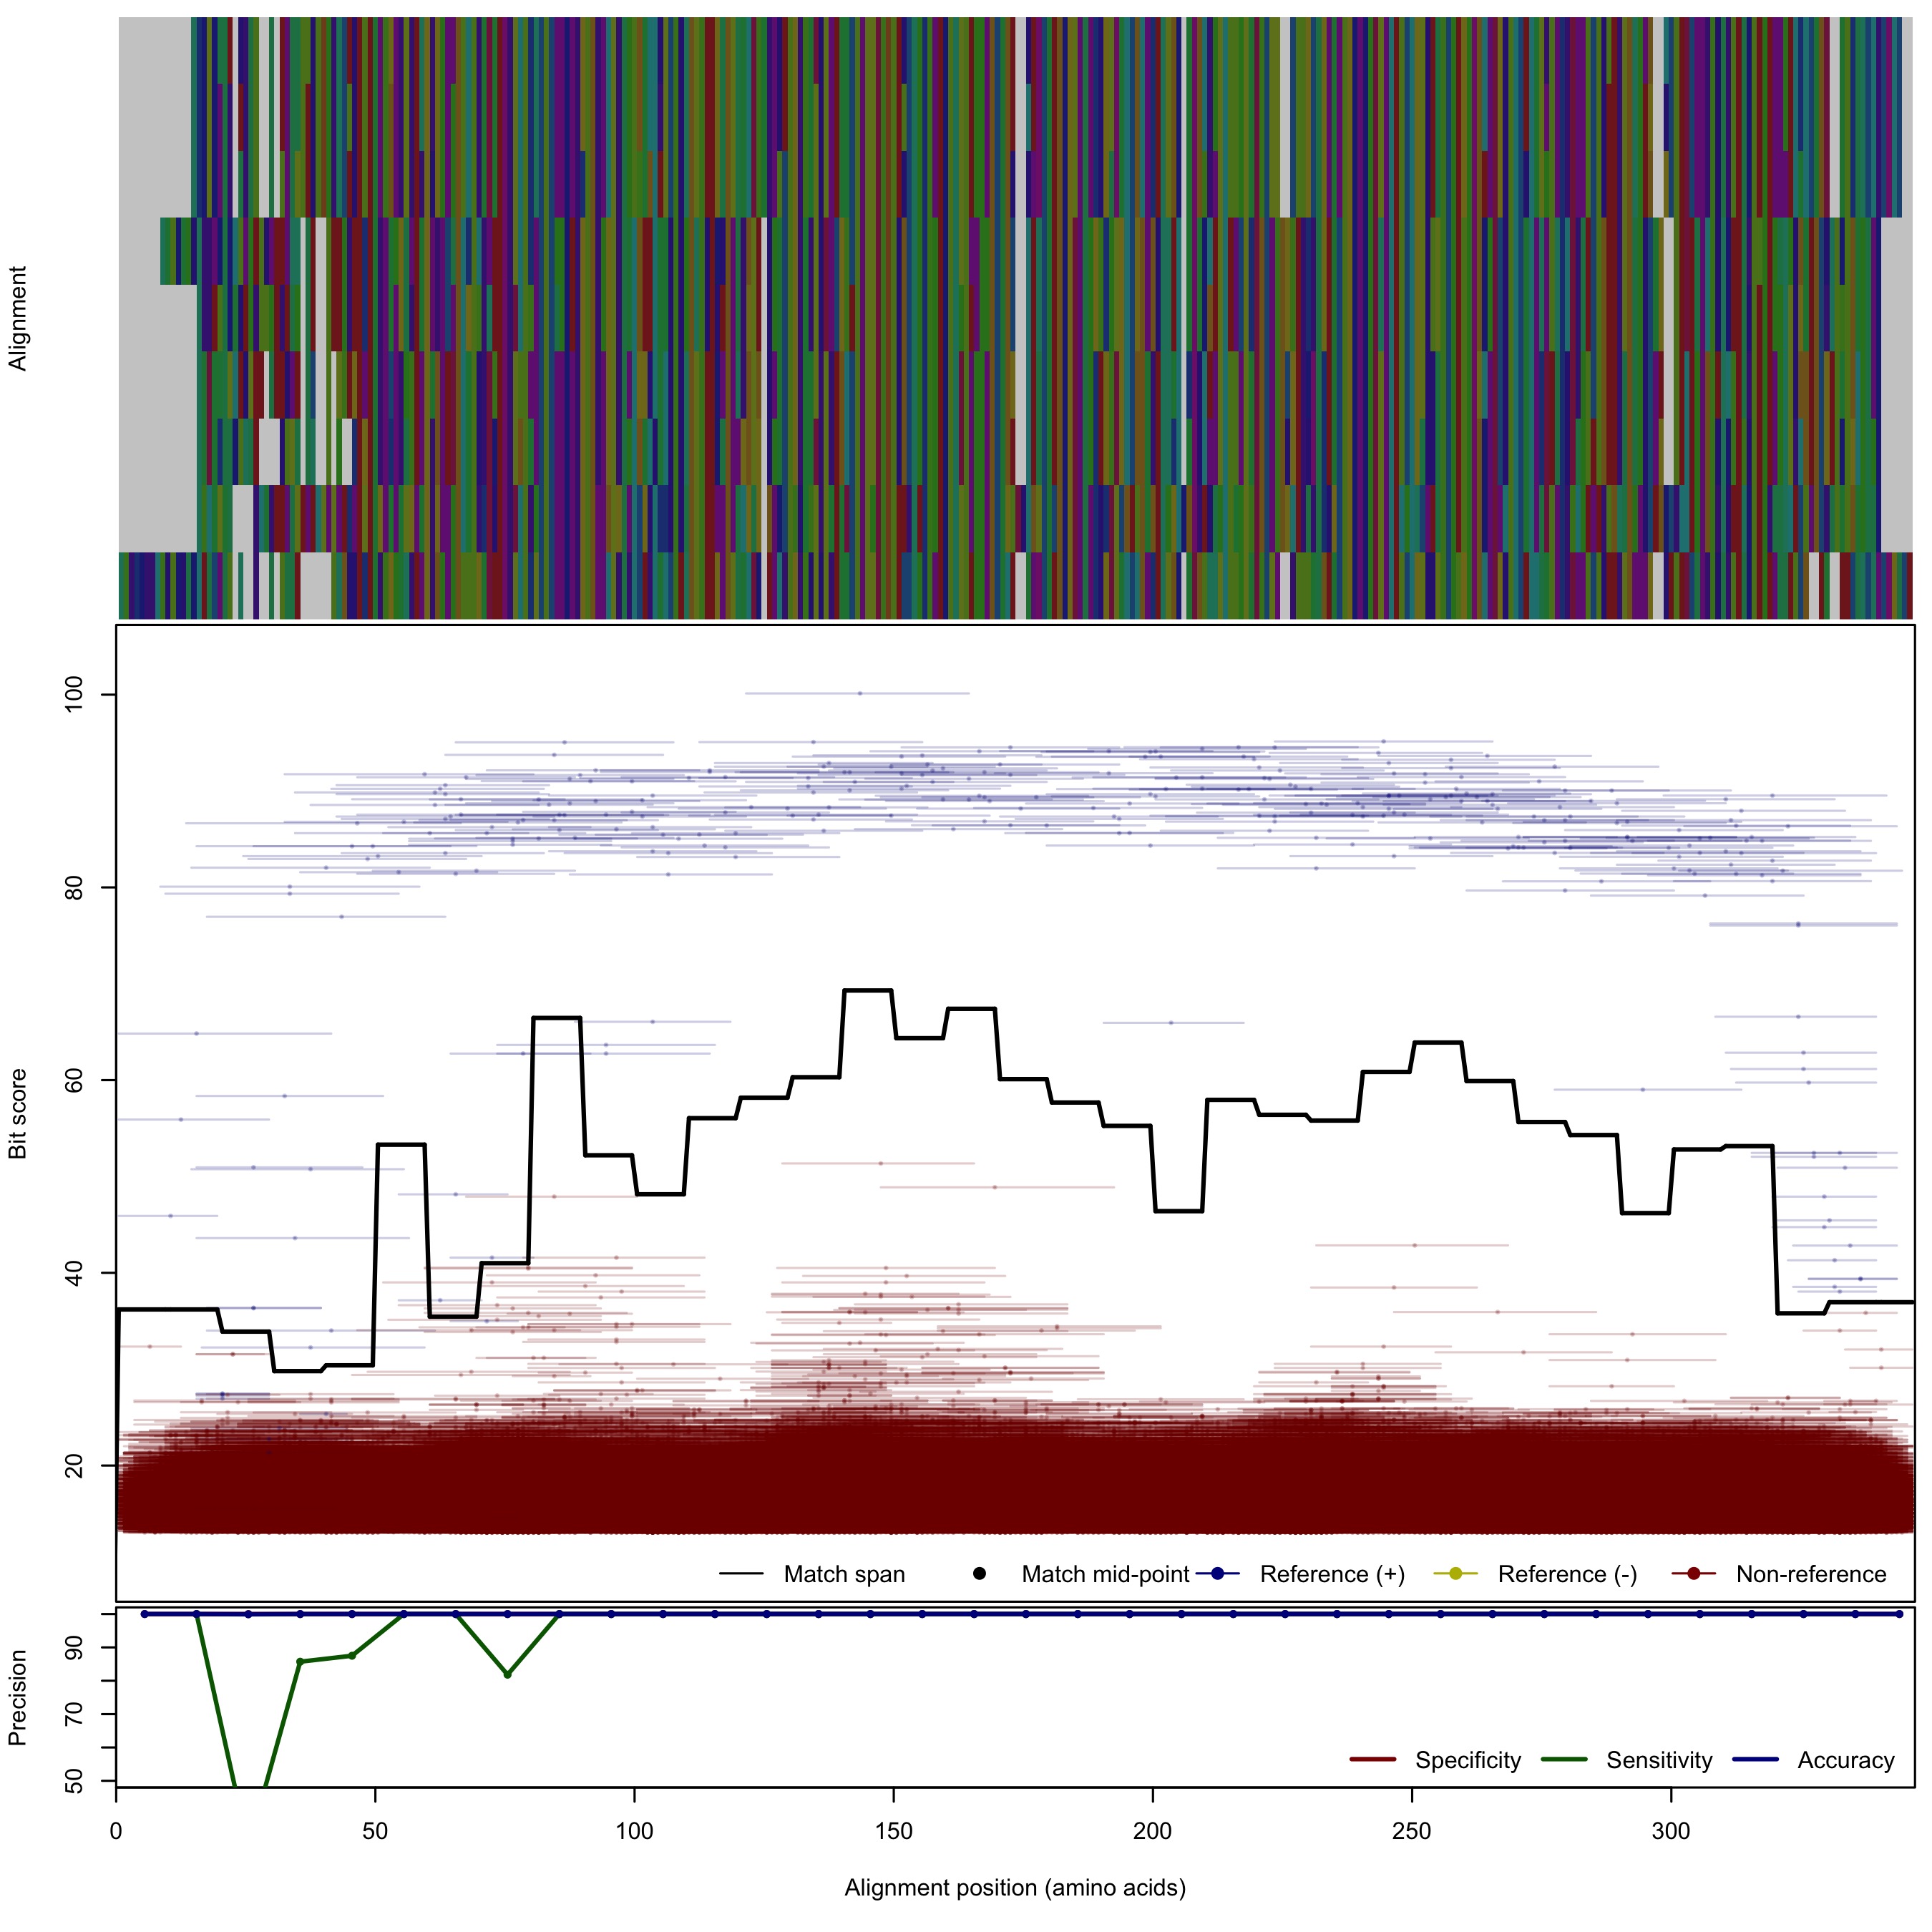 Alignment
100
80
60
40
20
Bit score
Match span Match mid-point Reference (+) Reference (-) Non-reference
90
70
50
Precision
Specificity Sensitivity Accuracy
0 50 100 150 200 250 300
Alignment position (amino acids)